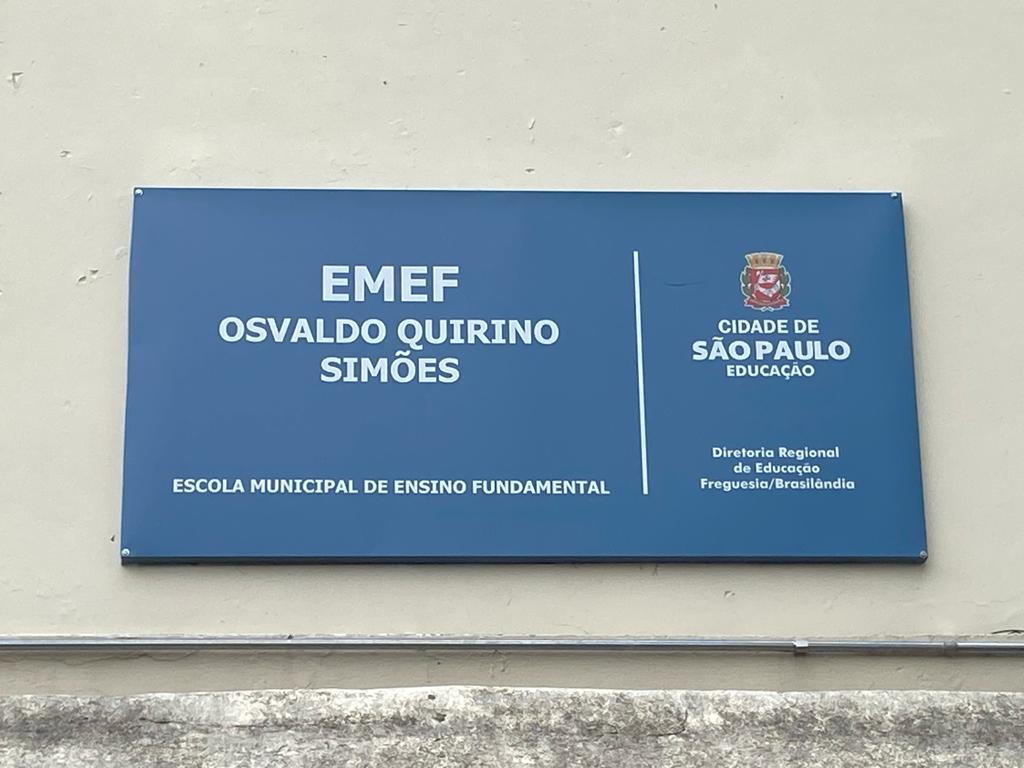 EMEF
OSVALDO QUIRINO
SIMÕES
ESCOLA MUNICIPAL DE ENSINO FUNDAMENTAL
CIDADE DE
SÃO PAULO
EDUCAÇÃO
Diretoria Regional
de Educação
Freguesia/Brasilândia